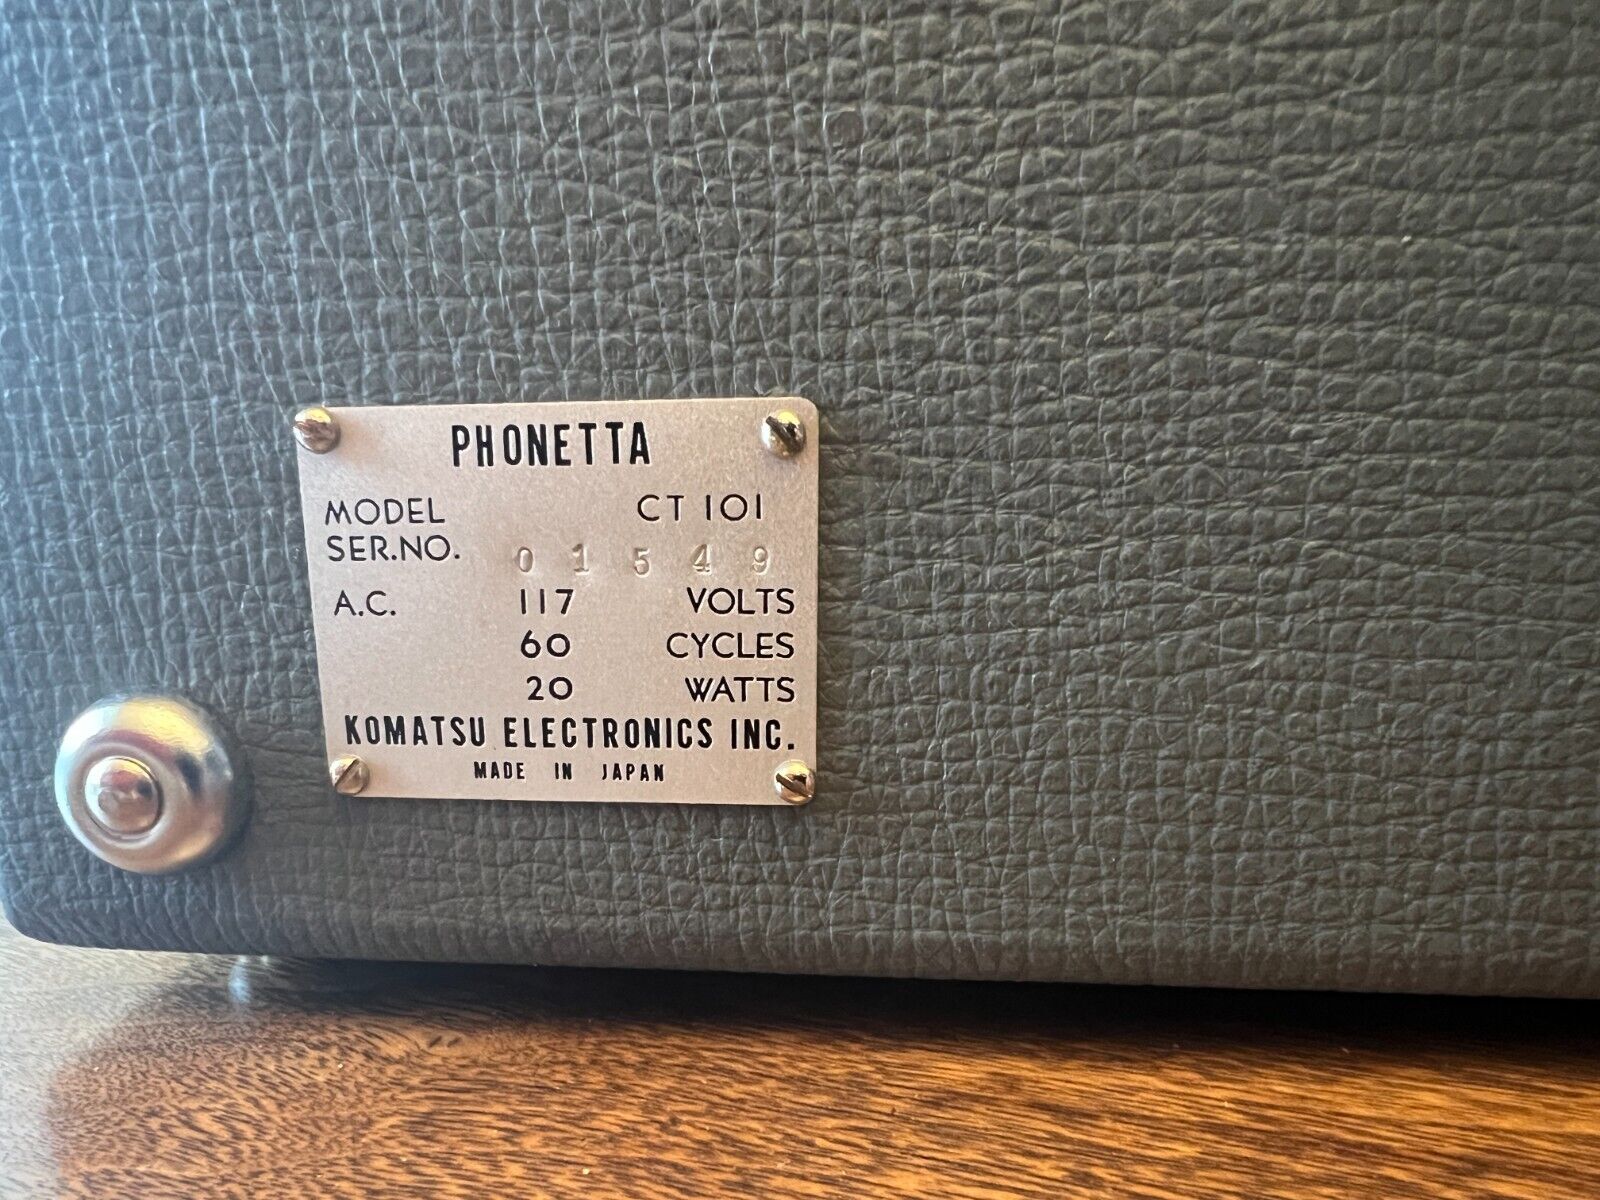 PHONETTA
MODEL CT 101
SER.NO. 01549
A.C. 117 VOLTS
60 CYCLES
20 WATTS
KOMATSU ELECTRONICS INC.
MADE IN JAPAN